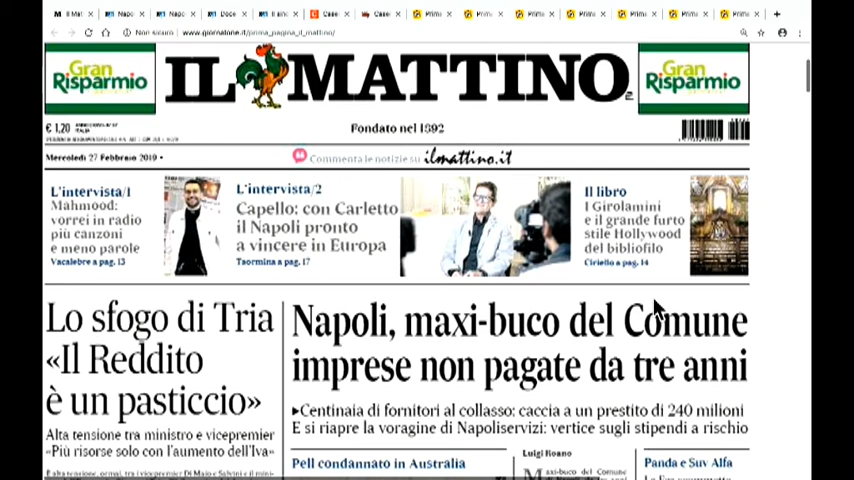 Non sicuro | www.giornalone.it/prima_pagina_il_mattino/
Gran
Risparmio
IL MATTINO
Gran
Risparmio
€ 1,20
Fondato nel 1892
Mercoledì 27 Febbraio 2019 •
Commenta le notizie su ilmattino.it
L'intervista/1
Mahmood:
vorrei in radio
più canzoni
e meno parole
Vacalebre a pag. 13
L'intervista/2
Capello: con Carletto
il Napoli pronto
a vincere in Europa
Taormina a pag. 17
Il libro
I Girolamini
e il grande furto
stile Hollywood
del bibliofilo
Ciriello a pag. 14
Lo sfogo di Tria
«Il Reddito
è un pasticcio»
Alta tensione tra ministro e vicepremier
«Più risorse solo con l'aumento dell'Iva»
Napoli, maxi-buco del Comune
imprese non pagate da tre anni
▸Centinaia di fornitori al collasso: caccia a un prestito di 240 milioni
E si riapre la voragine di Napoliservizi: vertice sugli stipendi a rischio
Pell condannato in Australia
Luigi Roano
Maxi-buco del Comune
Panda e Suv Alfa